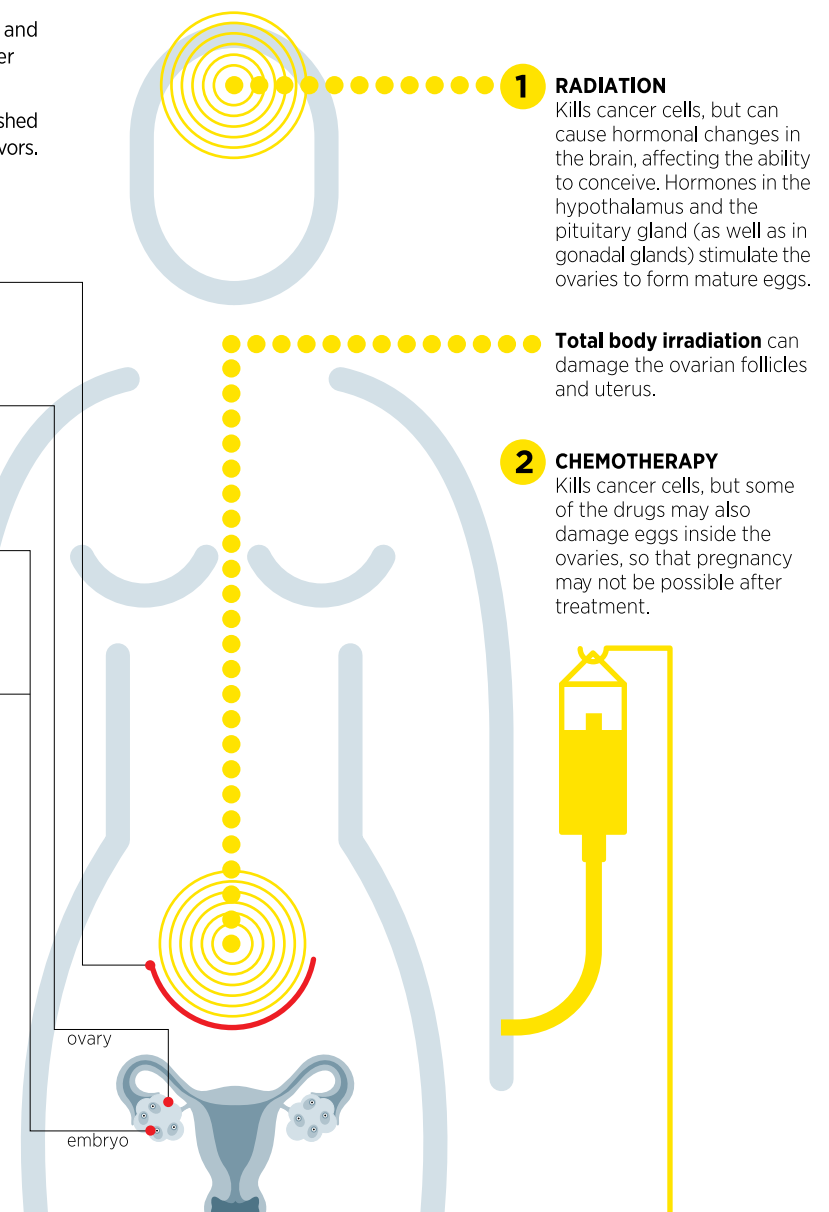 and
er
shed
vors.
1 RADIATION
Kills cancer cells, but can
cause hormonal changes in
the brain, affecting the ability
to conceive. Hormones in the
hypothalamus and the
pituitary gland (as well as in
gonadal glands) stimulate the
ovaries to form mature eggs.
Total body irradiation can
damage the ovarian follicles
and uterus.
2 CHEMOTHERAPY
Kills cancer cells, but some
of the drugs may also
damage eggs inside the
ovaries, so that pregnancy
may not be possible after
treatment.
ovary
embryo